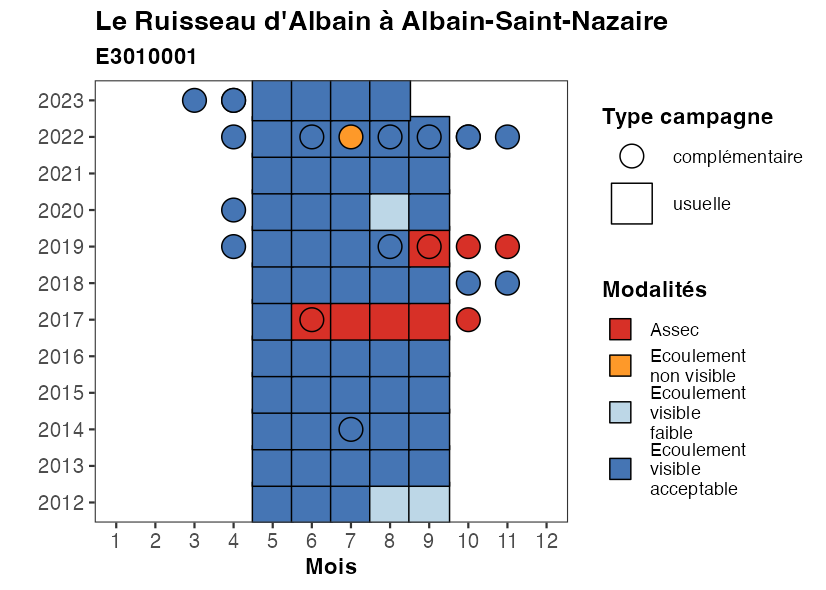 Le Ruisseau d'Albain à Albain-Saint-Nazaire
E3010001
2023
2022
2021
2020
2019
2018
2017
2016
2015
2014
2013
2012
1 2 3 4 5 6 7 8 9 10 11 12
Mois
Type campagne
complémentaire
usuelle
Modalités
Assec
Ecoulement
non visible
Ecoulement
visible
faible
Ecoulement
visible
acceptable